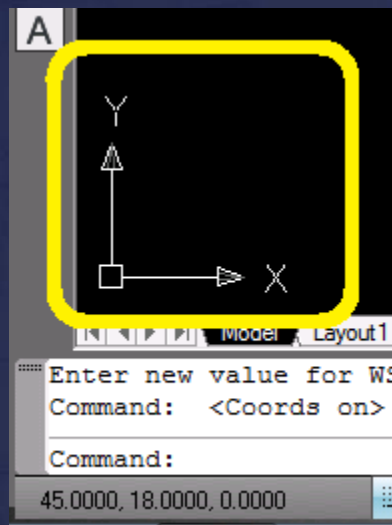 A
Y
X
Model Layout1
Enter new value for WS
Command: <Coords on>
Command:
45.0000, 18.0000, 0.0000